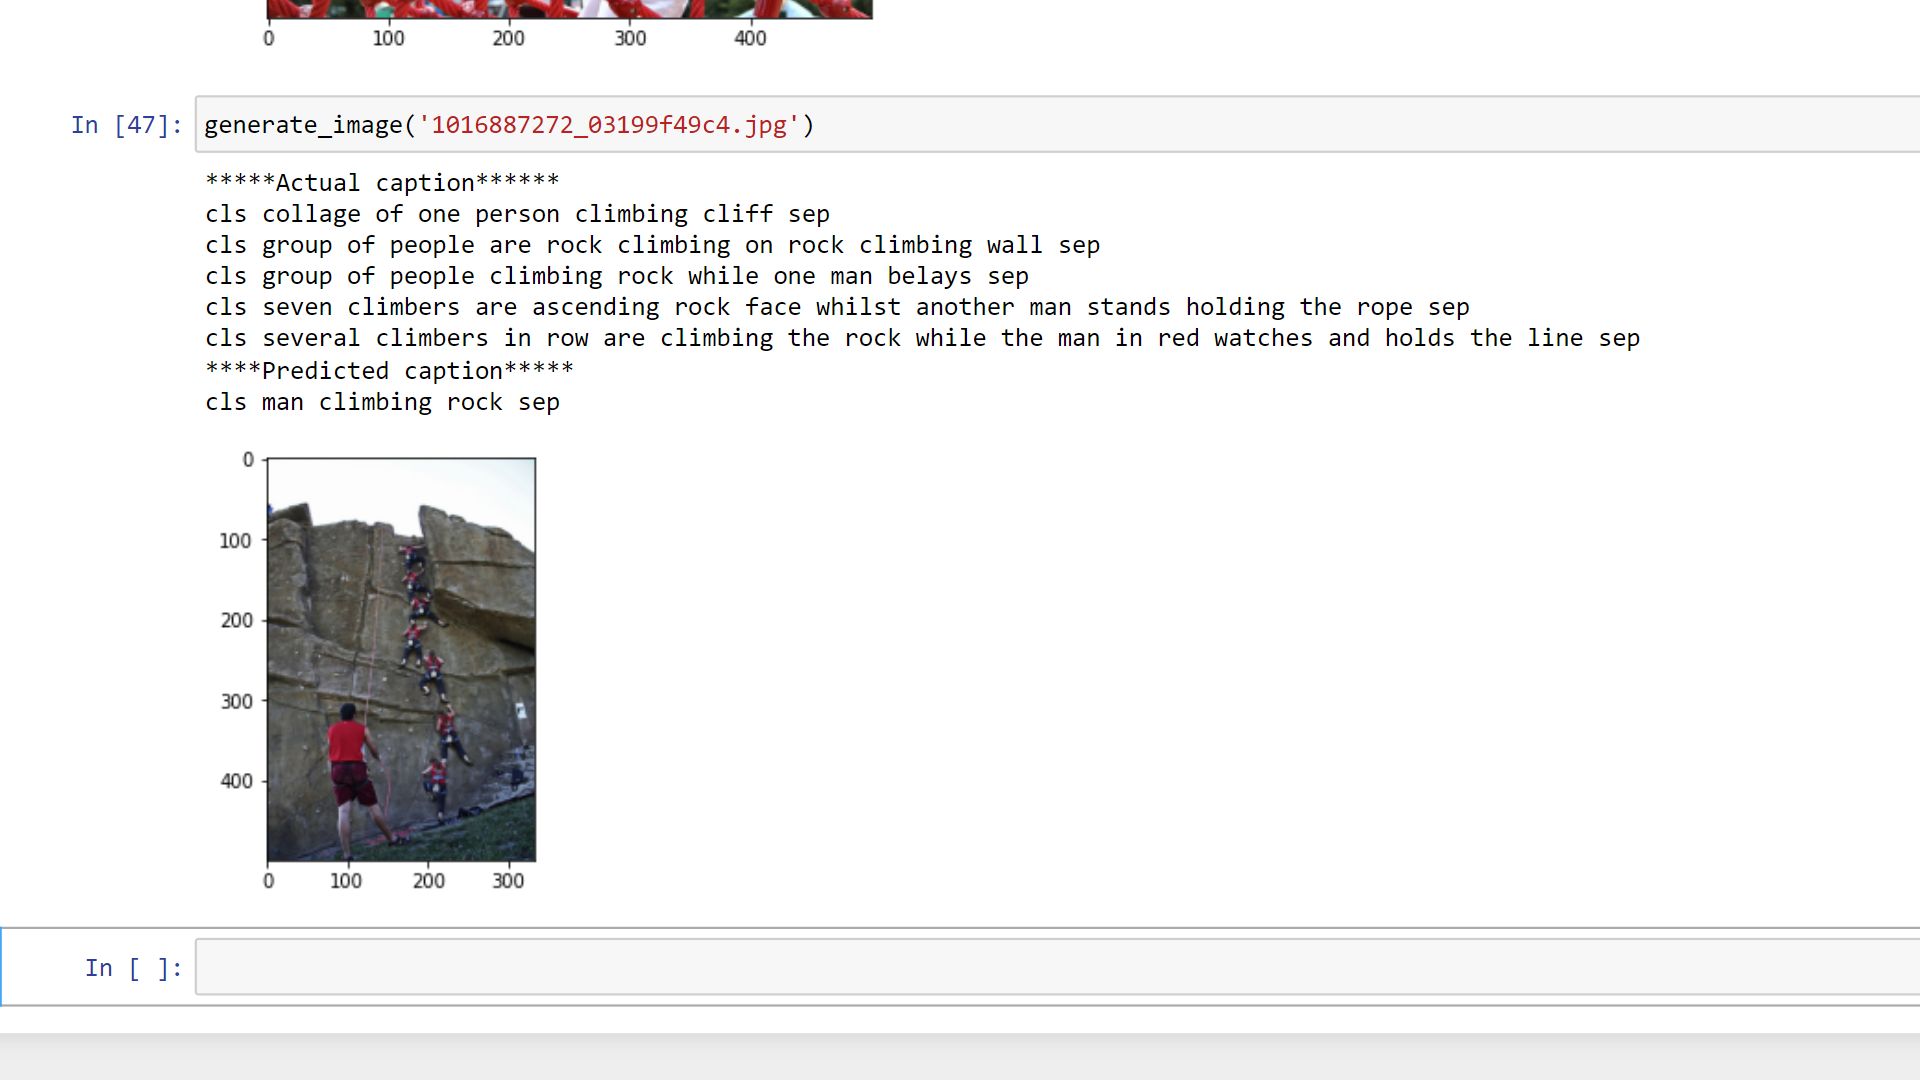 0 100 200 300 400
In [47]: generate_image('1016887272_03199f49c4.jpg')
*****Actual caption******
cls collage of one person climbing cliff sep
cls group of people are rock climbing on rock climbing wall sep
cls group of people climbing rock while one man belays sep
cls seven climbers are ascending rock face whilst another man stands holding the rope sep
cls several climbers in row are climbing the rock while the man in red watches and holds the line sep
****Predicted caption*****
cls man climbing rock sep
0
100
200
300
400
0 100 200 300
In [ ]: